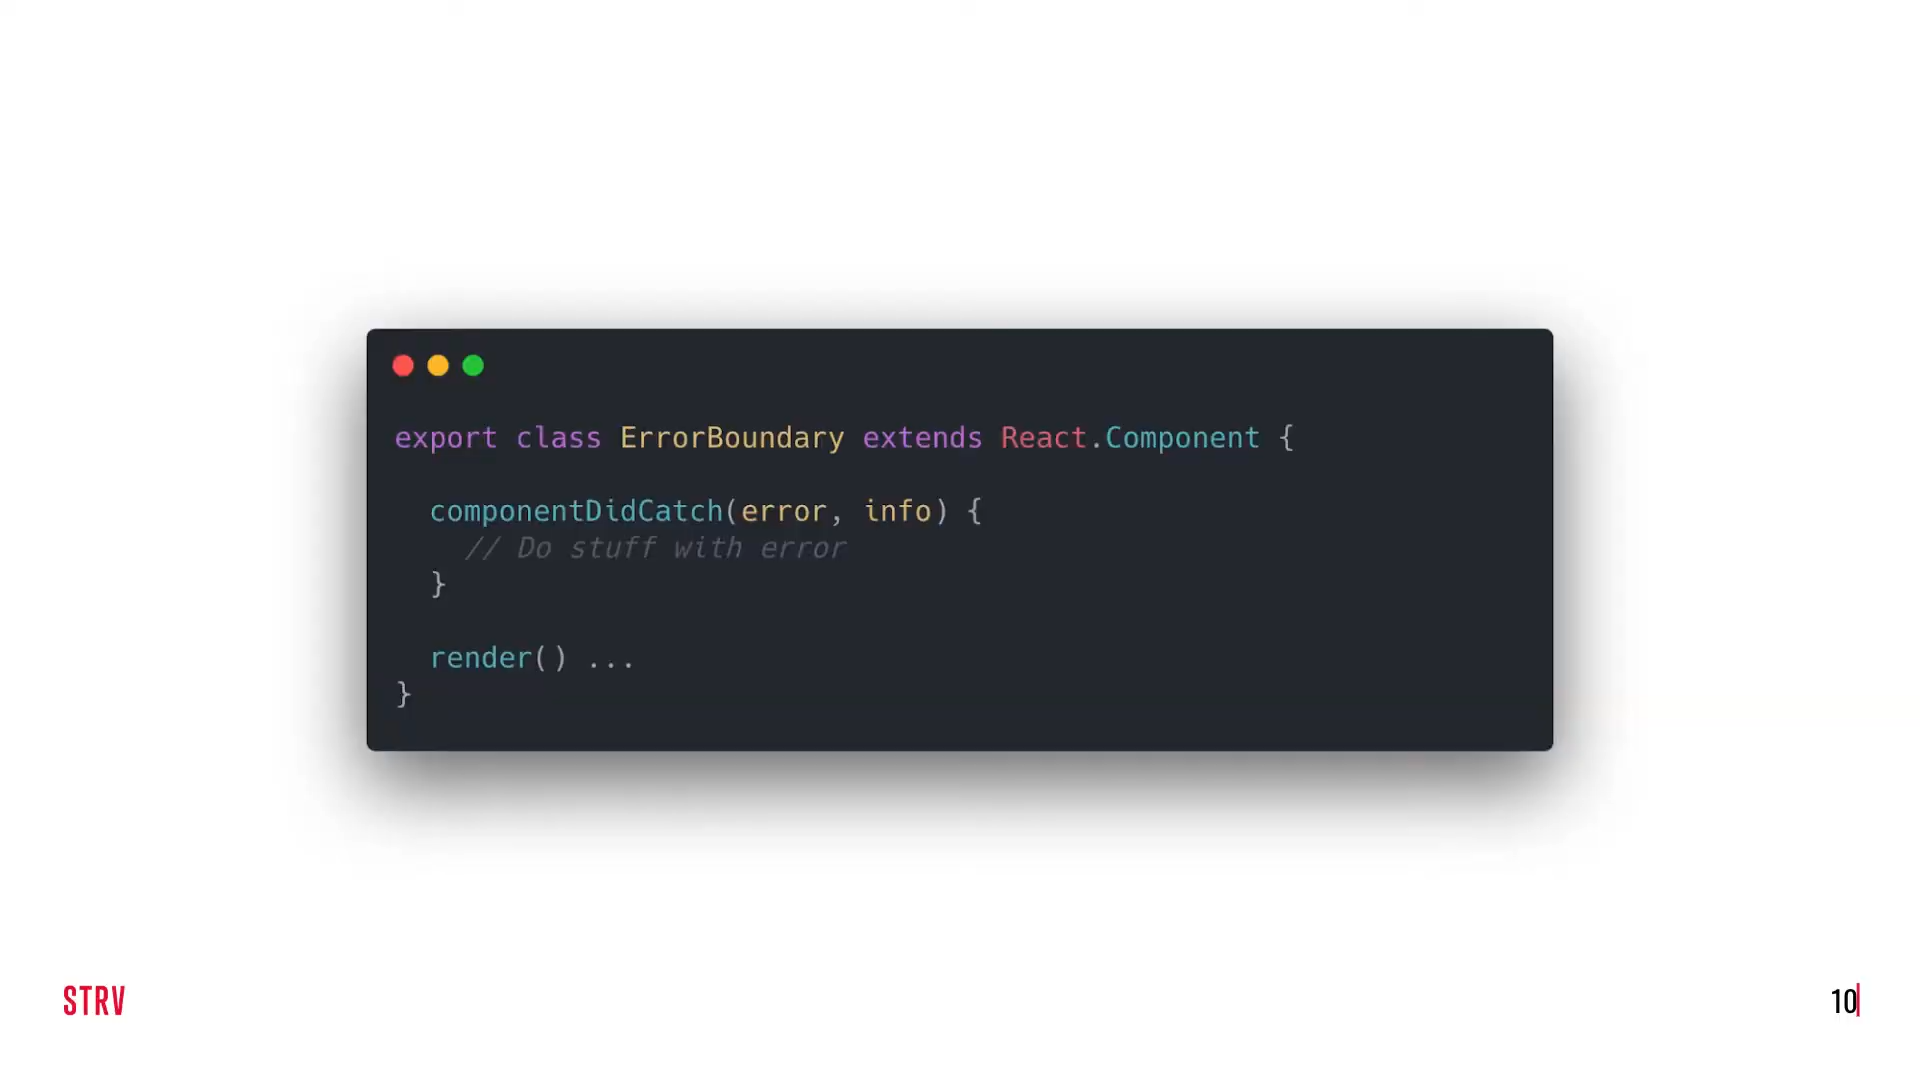 export class ErrorBoundary extends React.Component {
componentDidCatch(error, info) {
// Do stuff with error
}
render() ...
}
STRV
10